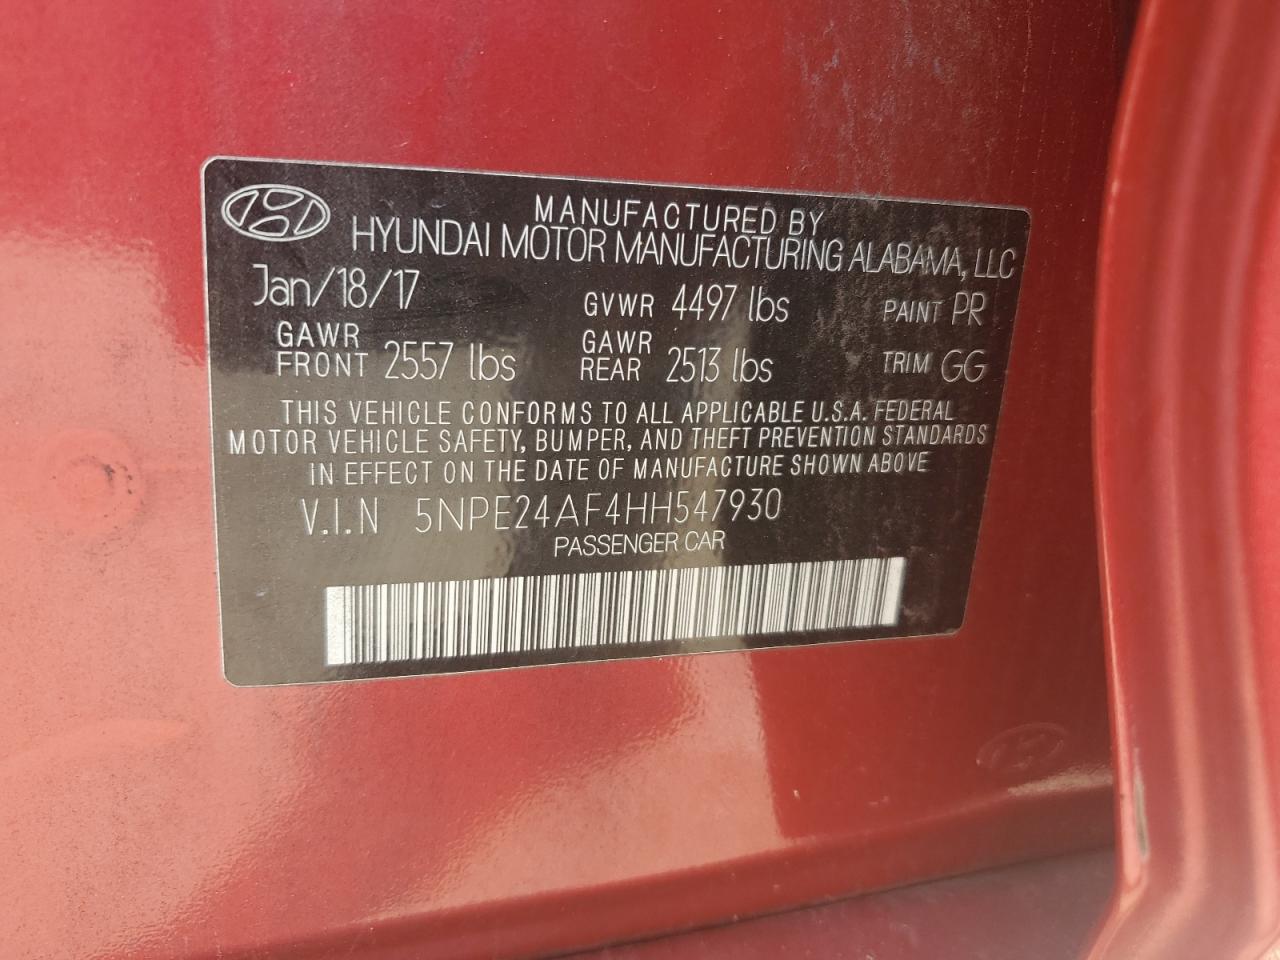 MANUFACTURED BY
HYUNDAI MOTOR MANUFACTURING ALABAMA, LLC
Jan/18/17 GVWR 4497 lbs PAINT PR
GAWR FRONT 2557 lbs GAWR REAR 2513 lbs TRIM GG
THIS VEHICLE CONFORMS TO ALL APPLICABLE U.S.A. FEDERAL
MOTOR VEHICLE SAFETY, BUMPER, AND THEFT PREVENTION STANDARDS
IN EFFECT ON THE DATE OF MANUFACTURE SHOWN ABOVE
V.I.N 5NPE24AF4HH547930
PASSENGER CAR